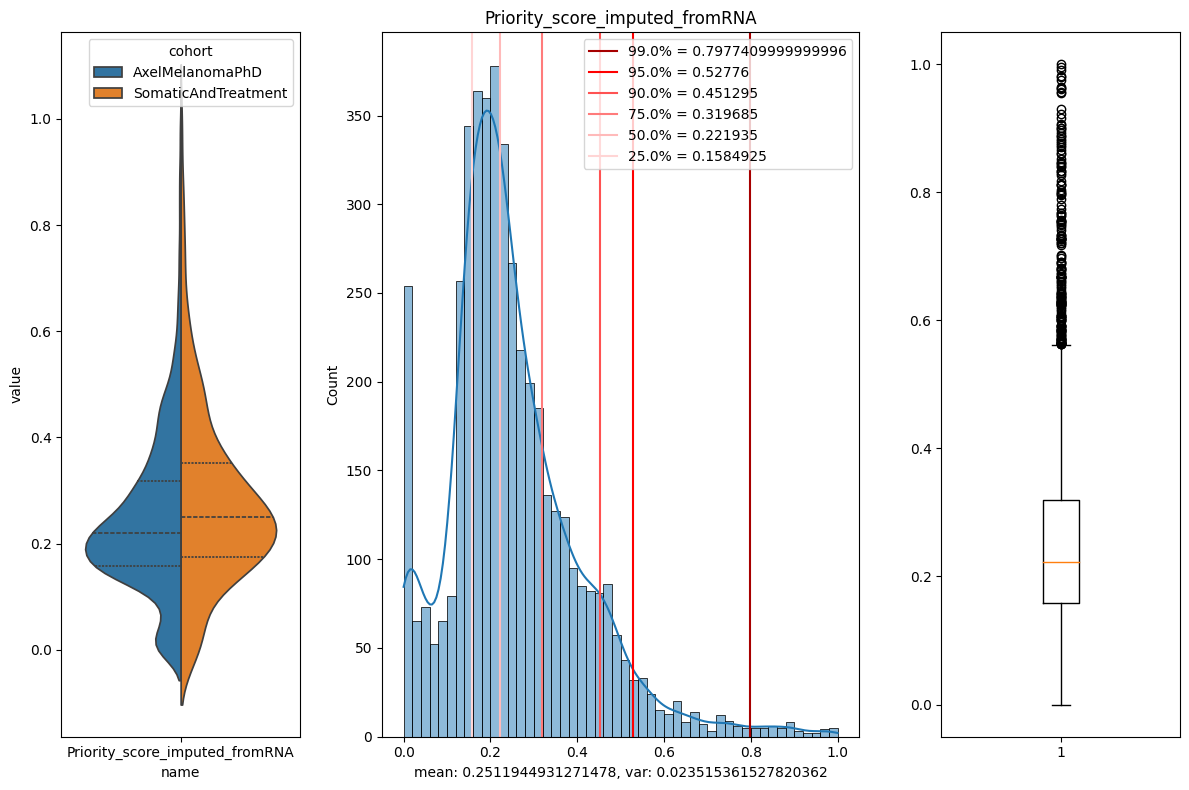 Priority_score_imputed_fromRNA
cohort
AxelMelanomaPhD
SomaticAndTreatment
value
1.0
0.8
0.6
0.4
0.2
0.0
Priority_score_imputed_fromRNA
name
99.0% = 0.7977409999999996
95.0% = 0.52776
90.0% = 0.451295
75.0% = 0.319685
50.0% = 0.221935
25.0% = 0.1584925
Count
350
300
250
200
150
100
50
0
0.0 0.2 0.4 0.6 0.8 1.0
mean: 0.2511944931271478, var: 0.023515361527820362
1.0
0.8
0.6
0.4
0.2
0.0
1